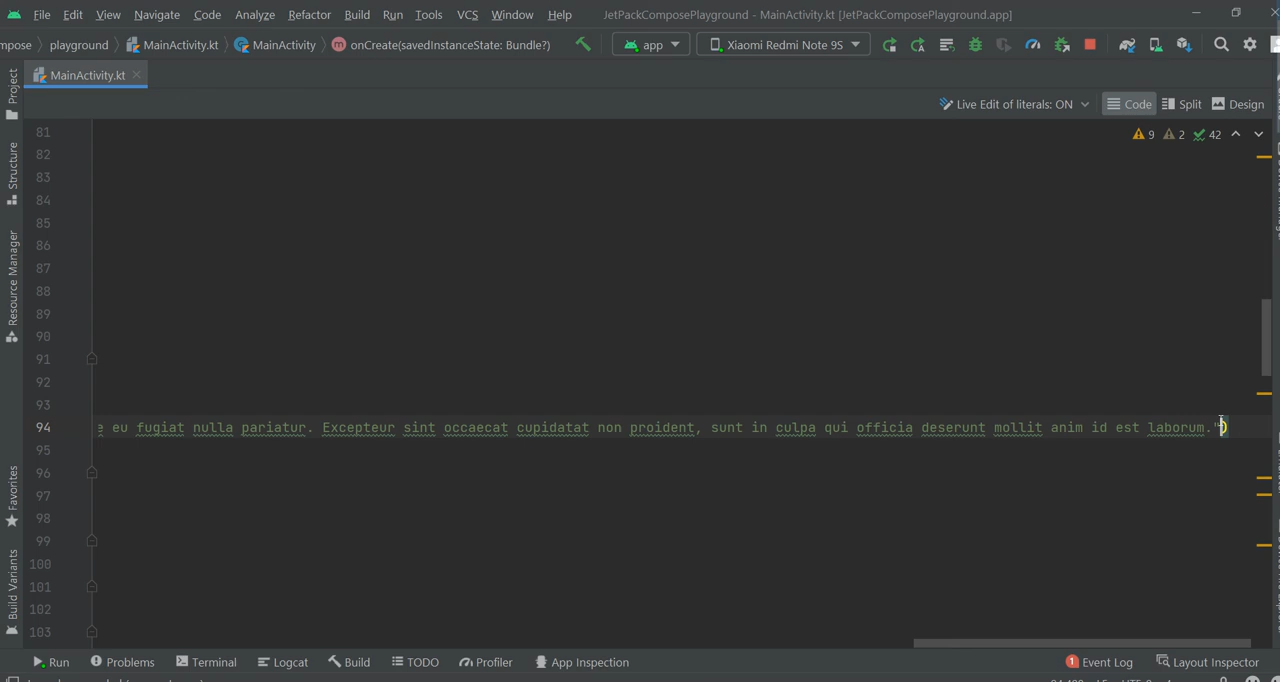 File Edit View Navigate Code Analyze Refactor Build Run Tools VCS Window Help JetPackComposePlayground - MainActivity.kt [JetPackComposePlayground.app]
mpose playground MainActivity.kt MainActivity onCreate(savedInstanceState: Bundle?) app Xiaomi Redmi Note 9S
MainActivity.kt
Project
Structure
Resource Manager
Favorites
Build Variants
Live Edit of literals: ON Code Split Design
9 2 42
81
82
83
84
85
86
87
88
89
90
91
92
93
94 e eu fugiat nulla pariatur. Excepteur sint occaecat cupidatat non proident, sunt in culpa qui officia deserunt mollit anim id est laborum.")
95
96
97
98
99
100
101
102
103
Run Problems Terminal Logcat Build TODO Profiler App Inspection 1 Event Log Layout Inspector